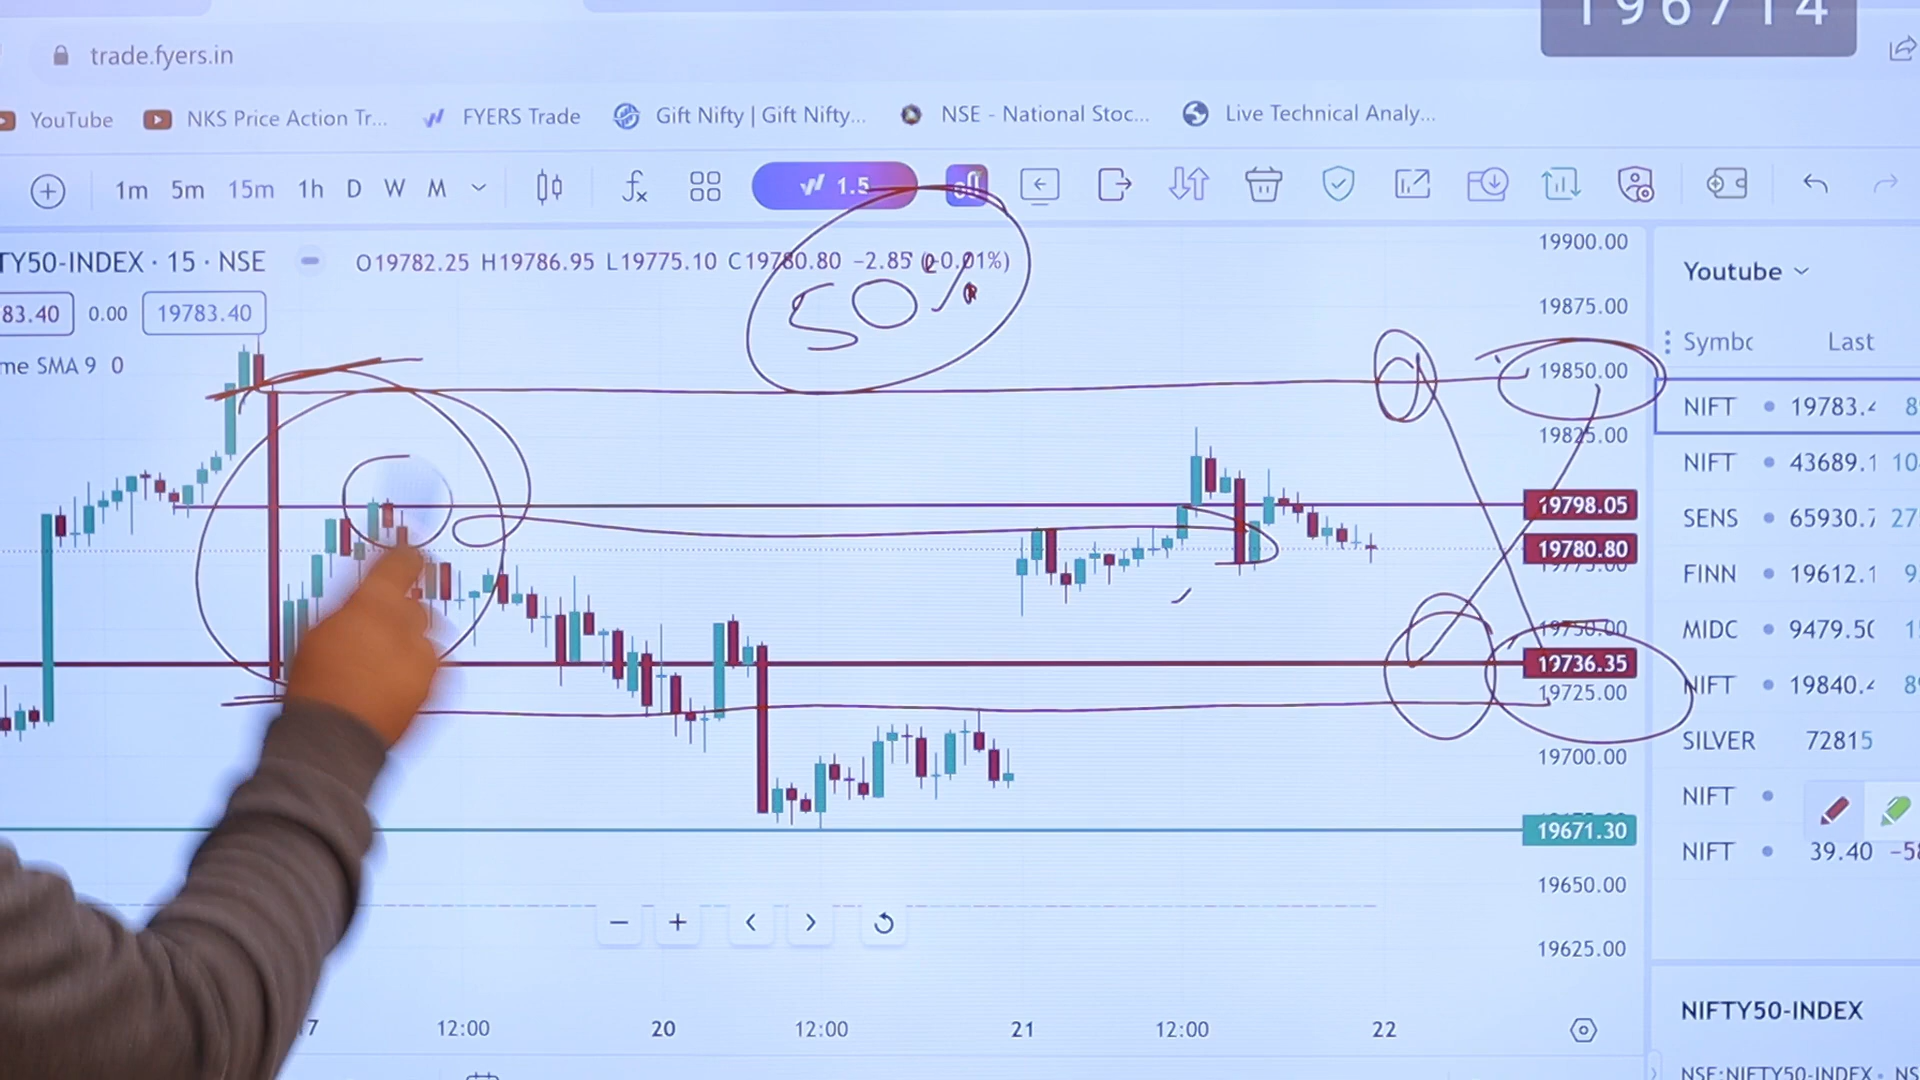 196714
trade.fyers.in
YouTube NKS Price Action Tr... FYERS Trade Gift Nifty | Gift Nifty... NSE - National Stoc... Live Technical Analy...
1m 5m 15m 1h D W M fx 1.5
TY50-INDEX · 15 · NSE O19782.25 H19786.95 L19775.10 C19780.80 −2.85 (−0.01%)
83.40 0.00 19783.40
me SMA 9 0
50%
19900.00
19875.00
19850.00
19825.00
19798.05
19780.80
19775.00
19750.00
19736.35
19725.00
19700.00
19671.30
19650.00
19625.00
7 12:00 20 12:00 21 12:00 22
Youtube
Symbc Last
NIFT 19783.4 8
NIFT 43689.1 10
SENS 65930.7 27
FINN 19612.1 9
MIDC 9479.50 1
NIFT 19840.4 8
SILVER 72815
NIFT
NIFT 39.40 −58
NIFTY50-INDEX
NSE:NIFTY50-INDEX · NS